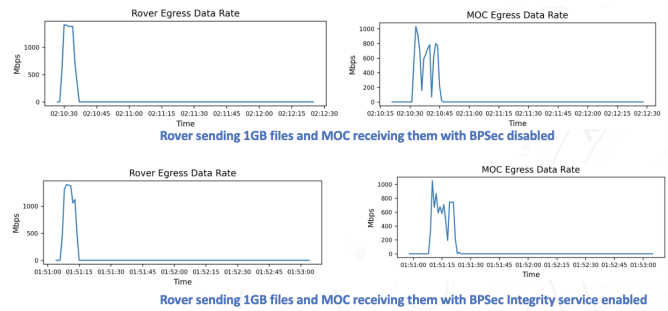 Rover Egress Data Rate
Mbps
1000
500
0
02:10:30 02:10:45 02:11:00 02:11:15 02:11:30 02:11:45 02:12:00 02:12:15 02:12:30
Time
MOC Egress Data Rate
Mbps
1000
800
600
400
200
0
02:10:15 02:10:30 02:10:45 02:11:00 02:11:15 02:11:30 02:11:45 02:12:00 02:12:15 02:12:30
Time
Rover sending 1GB files and MOC receiving them with BPSec disabled
Rover Egress Data Rate
Mbps
1000
500
0
01:51:00 01:51:15 01:51:30 01:51:45 01:52:00 01:52:15 01:52:30 01:52:45 01:53:00
Time
MOC Egress Data Rate
Mbps
1000
800
600
400
200
0
01:51:00 01:51:15 01:51:30 01:51:45 01:52:00 01:52:15 01:52:30 01:52:45 01:53:00
Time
Rover sending 1GB files and MOC receiving them with BPSec Integrity service enabled